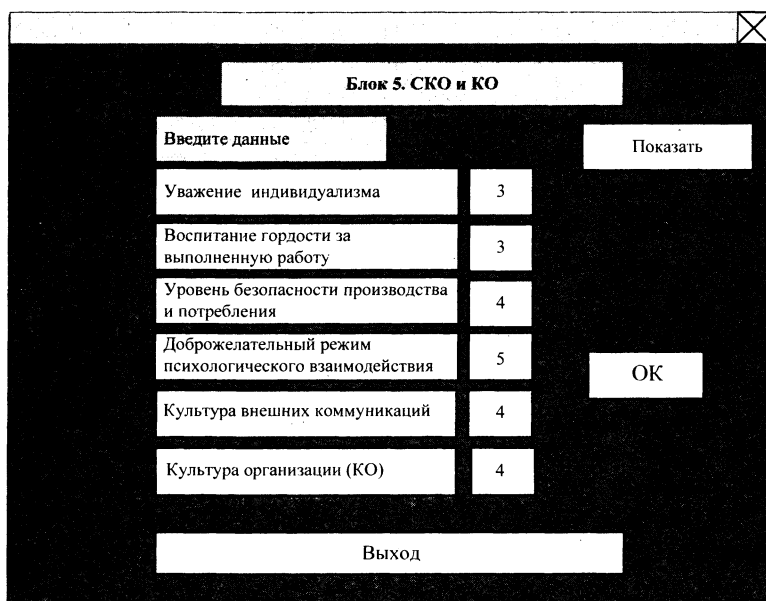 Блок 5. СКО и КО
Введите данные
Показать
Уважение индивидуализма 3
Воспитание гордости за
выполненную работу 3
Уровень безопасности производства
и потребления 4
Доброжелательный режим
психологического взаимодействия 5
ОК
Культура внешних коммуникаций 4
Культура организации (КО) 4
Выход